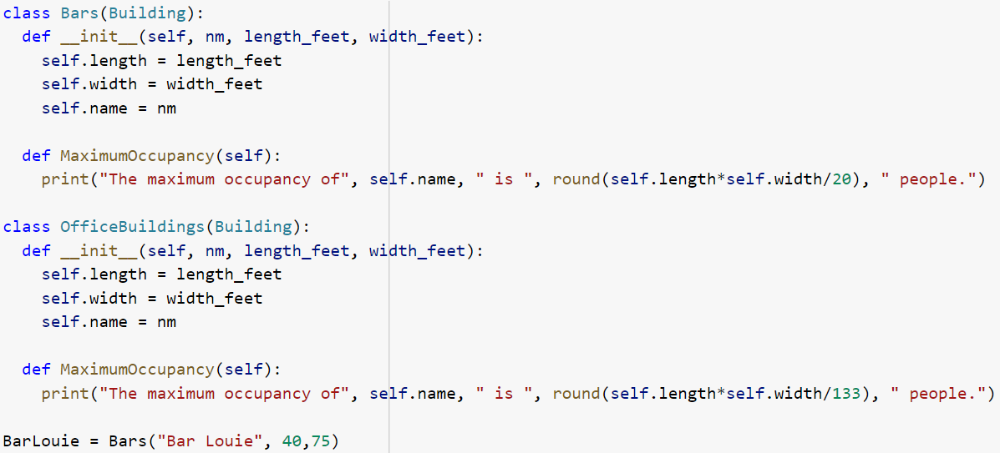 class Bars(Building):
  def __init__(self, nm, length_feet, width_feet):
    self.length = length_feet
    self.width = width_feet
    self.name = nm

  def MaximumOccupancy(self):
    print("The maximum occupancy of", self.name, " is ", round(self.length*self.width/20), " people.")

class OfficeBuildings(Building):
  def __init__(self, nm, length_feet, width_feet):
    self.length = length_feet
    self.width = width_feet
    self.name = nm

  def MaximumOccupancy(self):
    print("The maximum occupancy of", self.name, " is ", round(self.length*self.width/133), " people.")

BarLouie = Bars("Bar Louie", 40,75)